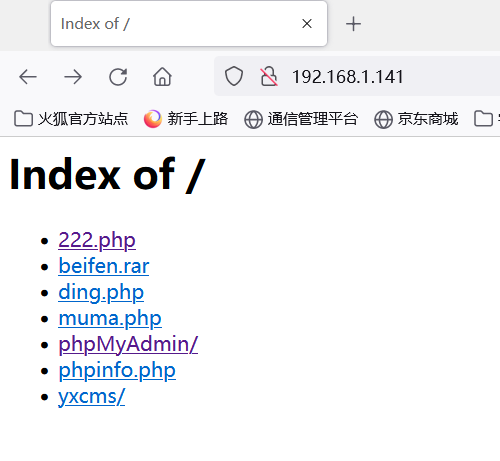 Index of /
192.168.1.141
火狐官方站点 新手上路 通信管理平台 京东商城
Index of /
222.php
beifen.rar
ding.php
muma.php
phpMyAdmin/
phpinfo.php
yxcms/